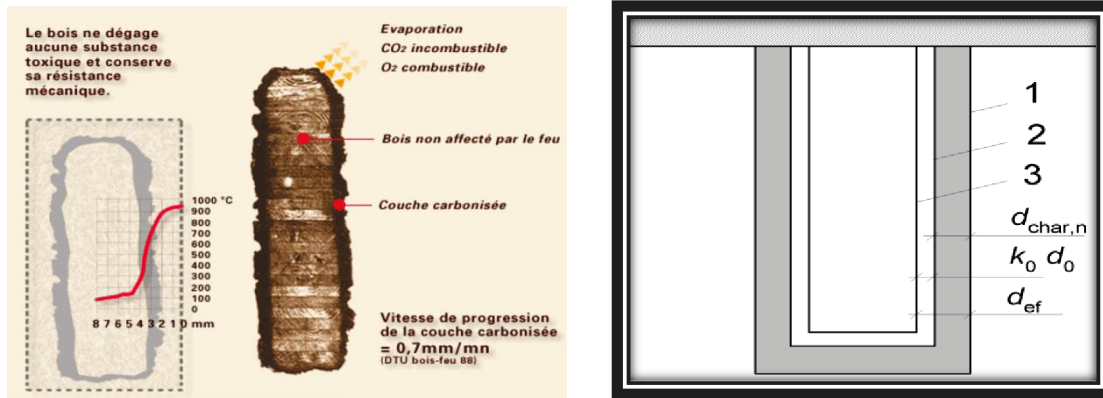 Le bois ne dégage
aucune substance
toxique et conserve
sa résistance
mécanique.
Evaporation
CO2 incombustible
O2 combustible
Bois non affecté par le feu
Couche carbonisée
1000 °C
900
800
700
600
500
400
300
200
100
0
8 7 6 5 4 3 2 1 0 mm
Vitesse de progression
de la couche carbonisée
= 0,7mm/mn
(DTU bois-feu 88)
1
2
3
dchar,n
k0 d0
def